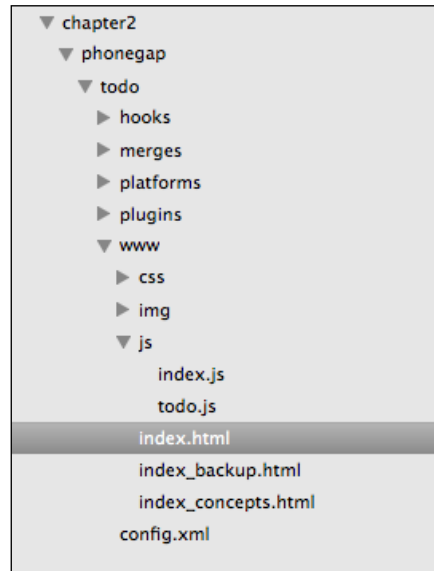 chapter2
phonegap
todo
hooks
merges
platforms
plugins
www
css
img
js
index.js
todo.js
index.html
index_backup.html
index_concepts.html
config.xml